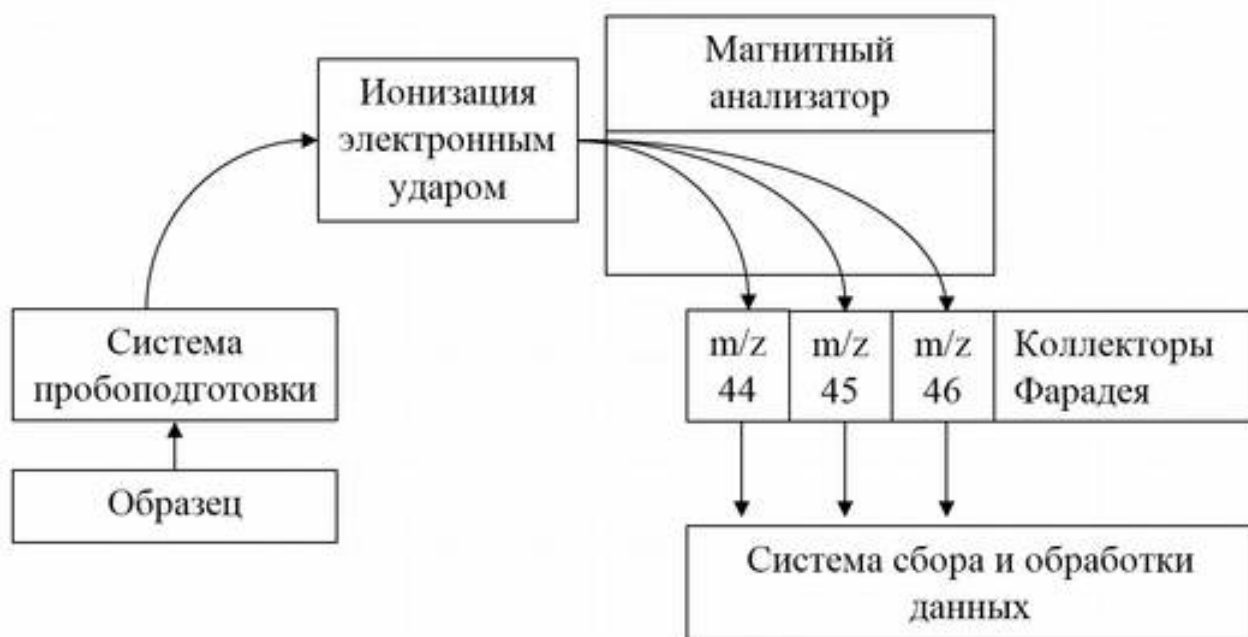 Магнитный
анализатор
Ионизация
электронным
ударом
Система
пробоподготовки
Образец
m/z
44
m/z
45
m/z
46
Коллекторы
Фарадея
Система сбора и обработки
данных